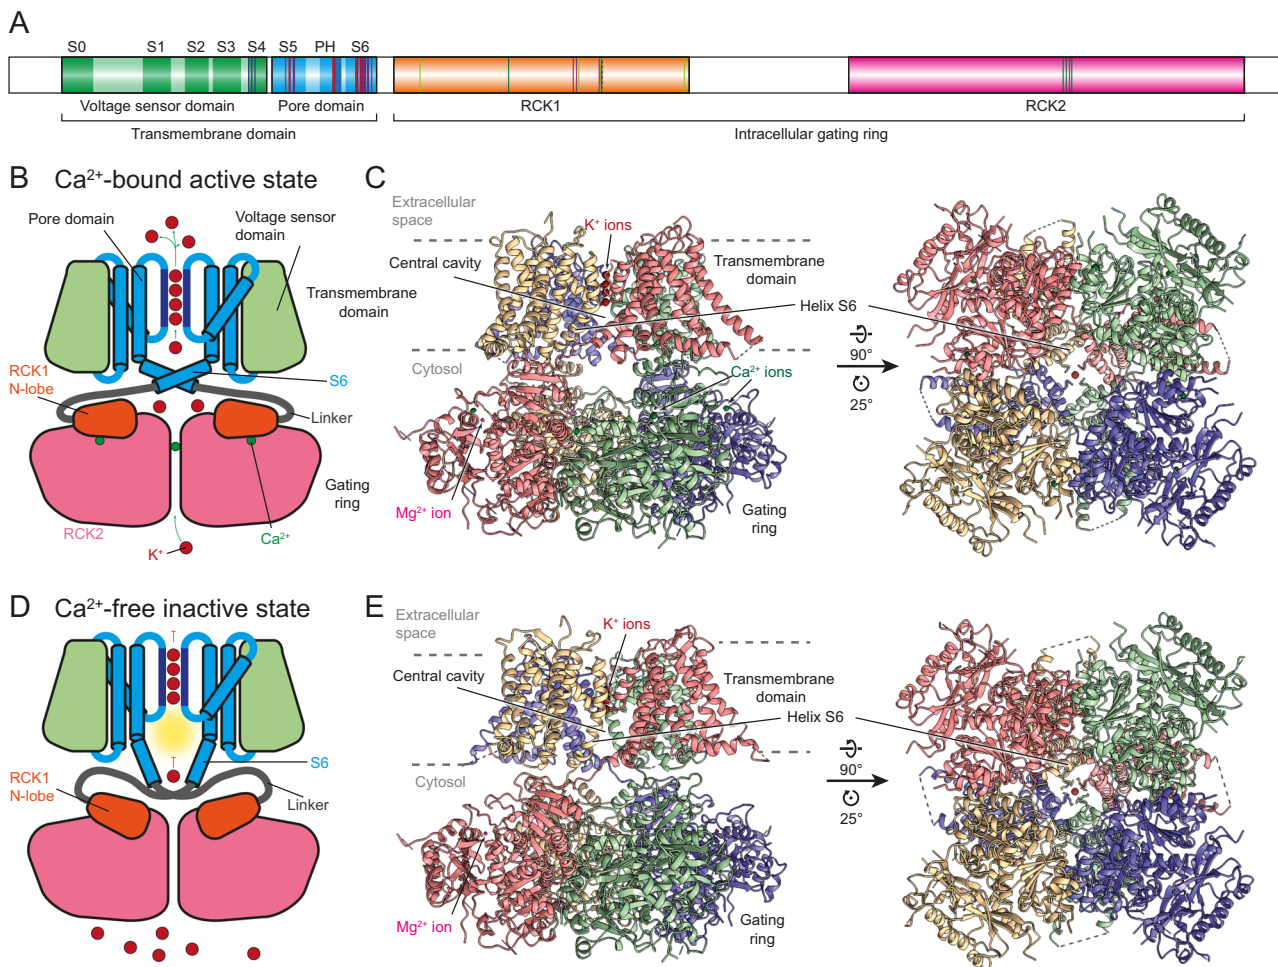 A
S0 S1 S2 S3 S4 S5 PH S6
Voltage sensor domain Pore domain RCK1 RCK2
Transmembrane domain Intracellular gating ring
B Ca²⁺-bound active state
Pore domain
Voltage sensor
domain
RCK1
N-lobe
S6
Linker
Gating
ring
RCK2
Ca²⁺
K⁺
C
Extracellular
space
K⁺ ions
Central cavity
Transmembrane
domain
Transmembrane
domain
Helix S6
Cytosol
Ca²⁺ ions
90°
25°
Mg²⁺ ion
Gating
ring
D Ca²⁺-free inactive state
S6
RCK1
N-lobe
Linker
E
Extracellular
space
K⁺ ions
Central cavity
Transmembrane
domain
Helix S6
Cytosol
90°
25°
Mg²⁺ ion
Gating
ring